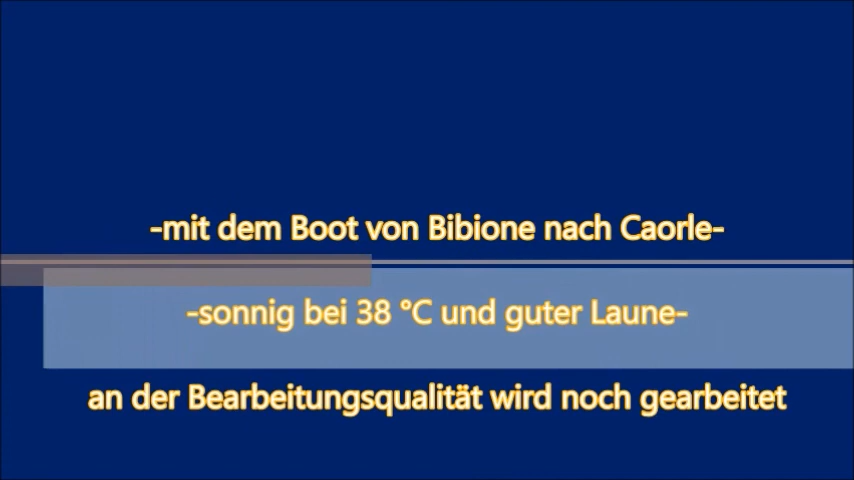 -mit dem Boot von Bibione nach Caorle-
-sonnig bei 38 °C und guter Laune-
an der Bearbeitungsqualität wird noch gearbeitet